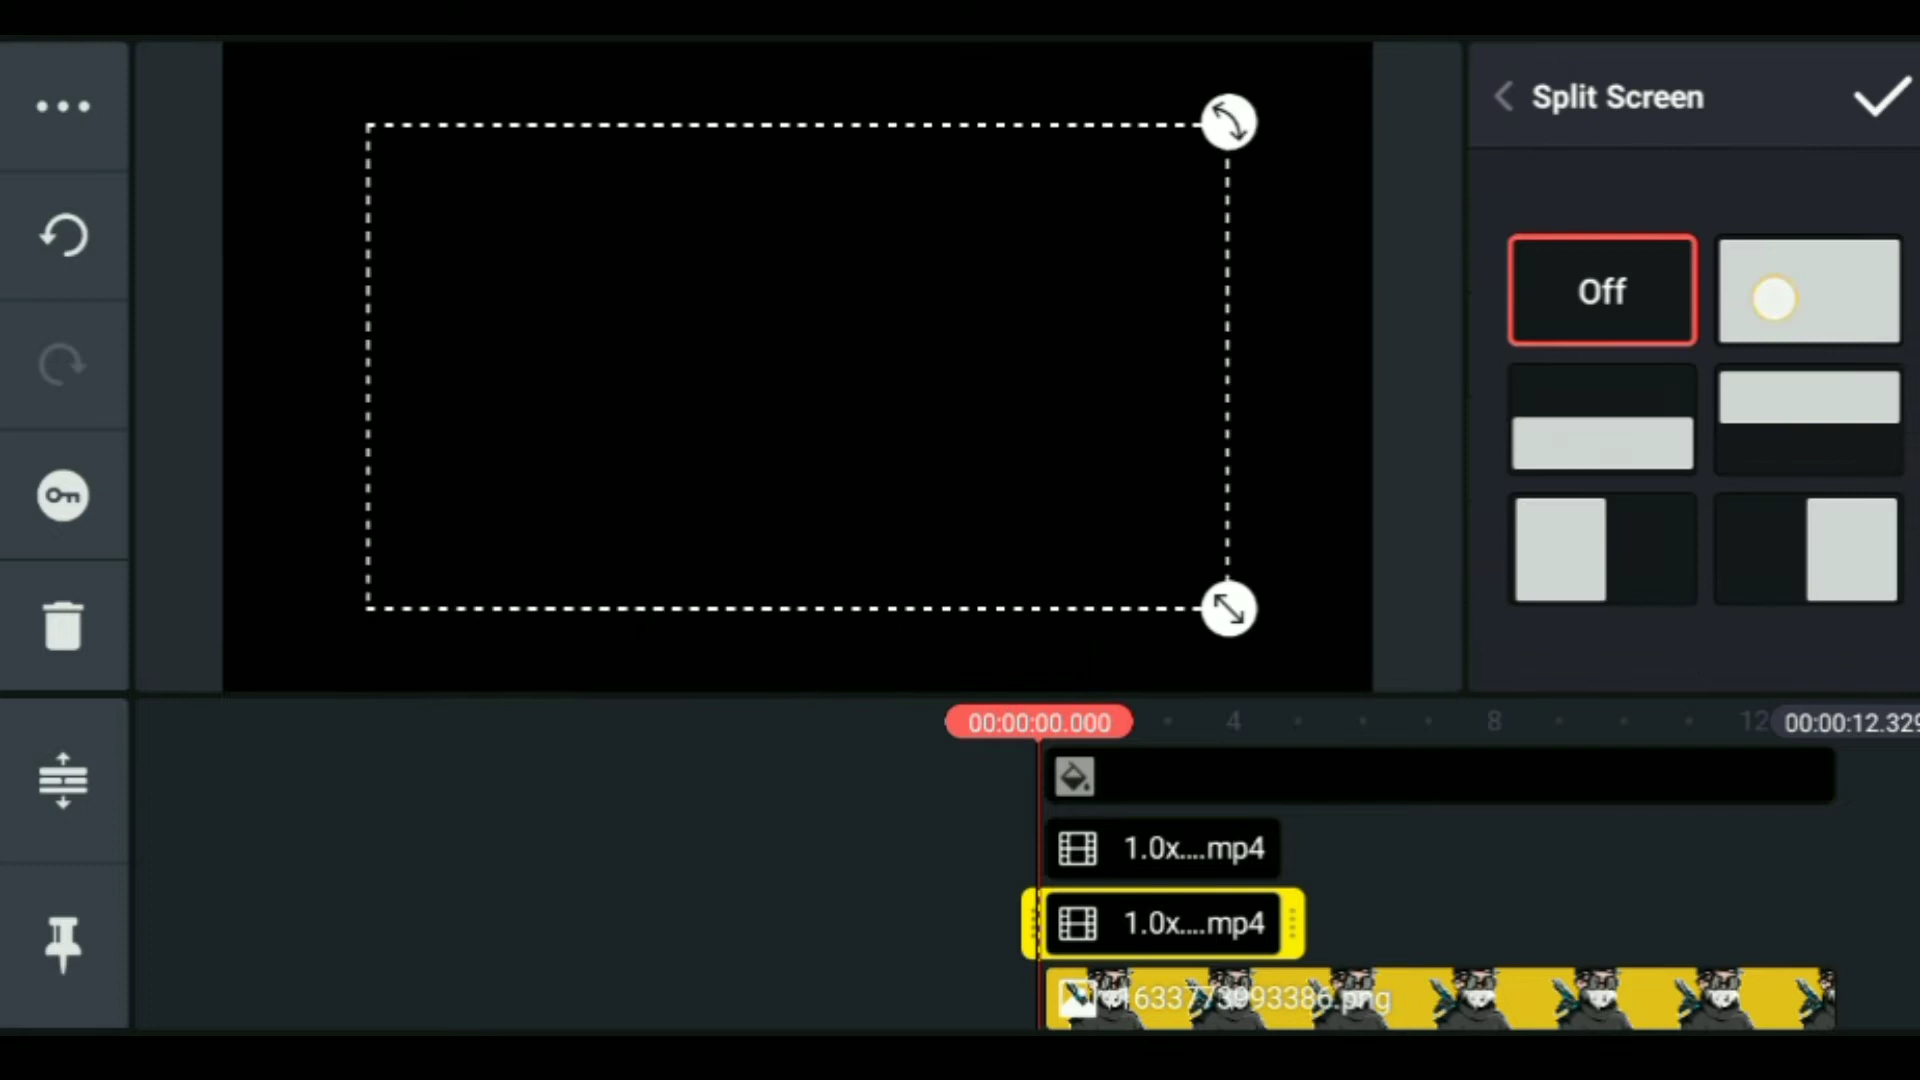 Split Screen
Off
00:00:00.000
4
8
12
00:00:12.329
1.0x....mp4
1.0x....mp4
1633773993386.png